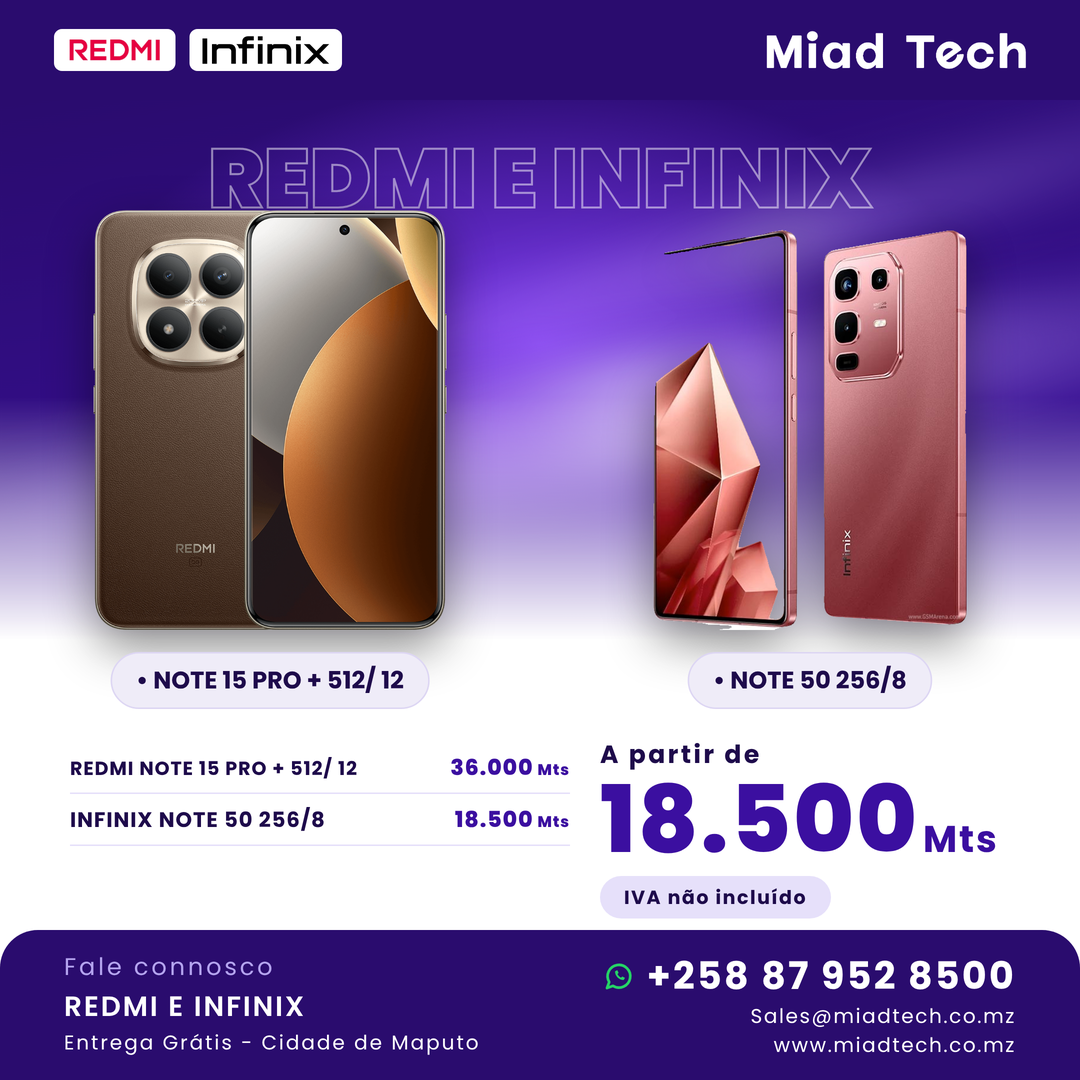 REDMI Infinix Miad Tech
REDMI E INFINIX
REDMI
Infinix
www.GSMArena.com
• NOTE 15 PRO + 512/ 12
• NOTE 50 256/8
REDMI NOTE 15 PRO + 512/ 12 36.000 Mts
INFINIX NOTE 50 256/8 18.500 Mts
A partir de
18.500 Mts
IVA não incluído
Fale connosco
REDMI E INFINIX
Entrega Grátis - Cidade de Maputo
+258 87 952 8500
Sales@miadtech.co.mz
www.miadtech.co.mz